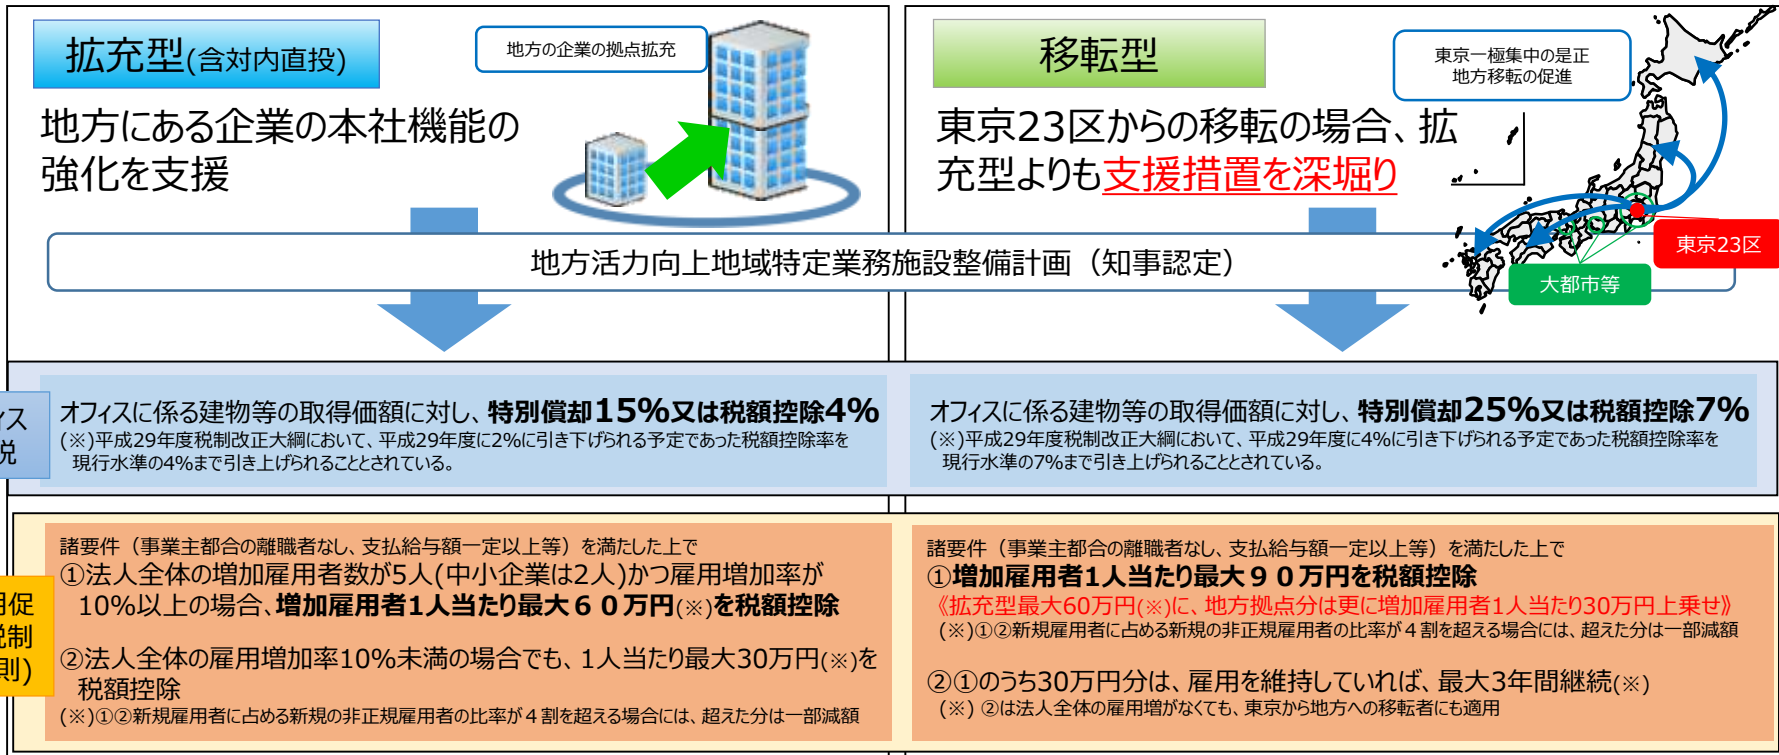 拡充型(含対内直投)
地方の企業の拠点拡充
地方にある企業の本社機能の
強化を支援
移転型
東京一極集中の是正
地方移転の促進
東京23区からの移転の場合、拡
充型よりも支援措置を深堀り
東京23区
大都市等
地方活力向上地域特定業務施設整備計画（知事認定）
ィス
税
オフィスに係る建物等の取得価額に対し、特別償却15%又は税額控除4%
(※)平成29年度税制改正大綱において、平成29年度に2%に引き下げられる予定であった税額控除率を
現行水準の4%まで引き上げられることとされている。
オフィスに係る建物等の取得価額に対し、特別償却25%又は税額控除7%
(※)平成29年度税制改正大綱において、平成29年度に4%に引き下げられる予定であった税額控除率を
現行水準の7%まで引き上げられることとされている。
用促
税制
則)
諸要件（事業主都合の離職者なし、支払給与額一定以上等）を満たした上で
①法人全体の増加雇用者数が5人(中小企業は2人)かつ雇用増加率が
10%以上の場合、増加雇用者1人当たり最大６０万円(※)を税額控除
②法人全体の雇用増加率10%未満の場合でも、1人当たり最大30万円(※)を
税額控除
(※)①②新規雇用者に占める新規の非正規雇用者の比率が４割を超える場合には、超えた分は一部減額
諸要件（事業主都合の離職者なし、支払給与額一定以上等）を満たした上で
①増加雇用者1人当たり最大９０万円を税額控除
《拡充型最大60万円(※)に、地方拠点分は更に増加雇用者1人当たり30万円上乗せ》
(※)①②新規雇用者に占める新規の非正規雇用者の比率が４割を超える場合には、超えた分は一部減額
②①のうち30万円分は、雇用を維持していれば、最大3年間継続(※)
(※) ②は法人全体の雇用増がなくても、東京から地方への移転者にも適用